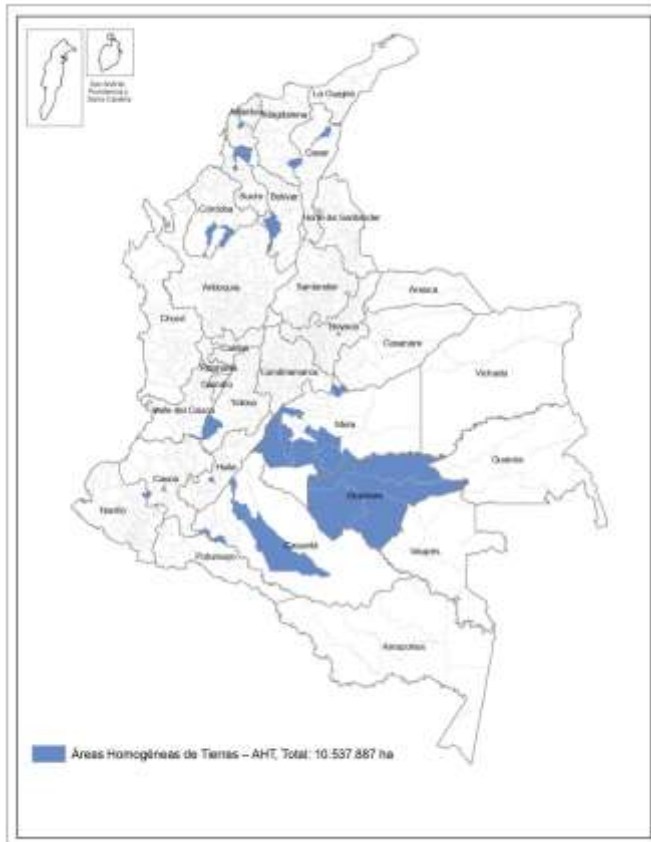 San Andrés,
Providencia y
Santa Catalina
La Guajira
Atlántico
Magdalena
Cesar
Sucre
Bolívar
Córdoba
Norte de Santander
Antioquia
Santander
Arauca
Chocó
Boyacá
Casanare
Caldas
Risaralda
Cundinamarca
Vichada
Quindío
Tolima
Valle del Cauca
Meta
Guainía
Huila
Cauca
Guaviare
Nariño
Caquetá
Vaupés
Putumayo
Amazonas
Áreas Homogéneas de Tierras – AHT, Total: 10.537.887 ha